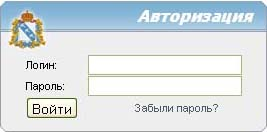 Авторизация
Логин:
Пароль:
Войти
Забыли пароль?